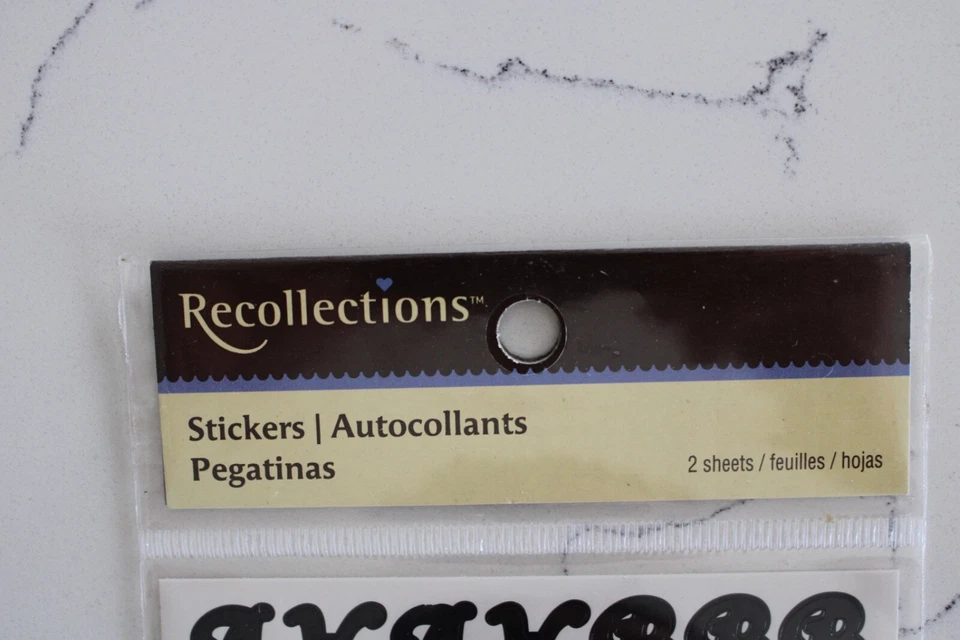 Recollections™
Stickers | Autocollants
Pegatinas
2 sheets / feuilles / hojas